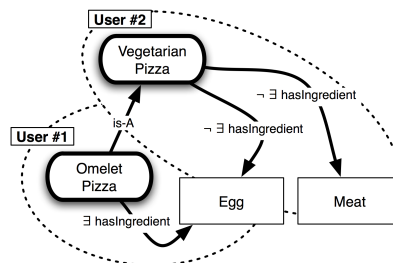 User #2
Vegetarian
Pizza
¬ ∃ hasIngredient
is-A
¬ ∃ hasIngredient
User #1
Omelet
Pizza
Egg
Meat
∃ hasIngredient